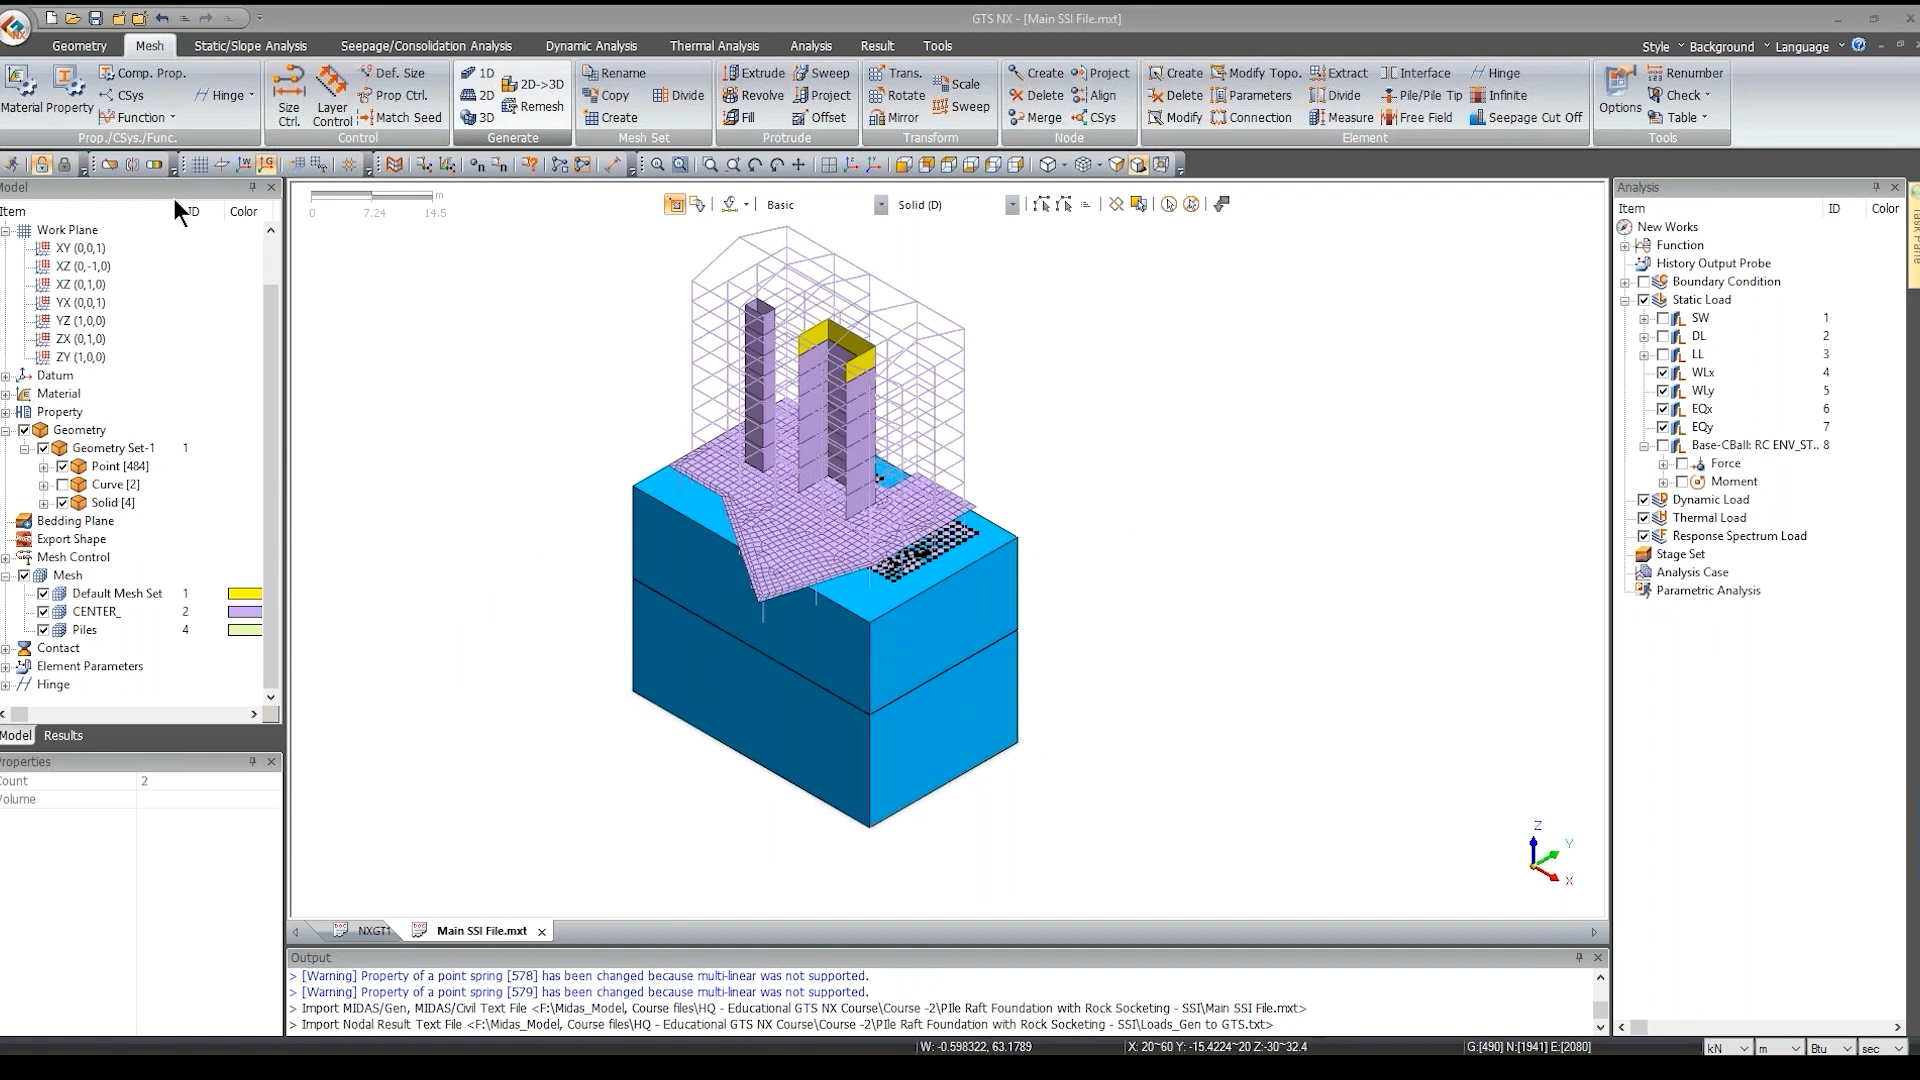 GTS NX - [Main SSI File.mxt]
Geometry Mesh Static/Slope Analysis Seepage/Consolidation Analysis Dynamic Analysis Thermal Analysis Analysis Result Tools
Style Background Language
Material Property Comp. Prop. CSys Function Hinge
Prop./CSys./Func.
Size Ctrl. Layer Control Def. Size Prop Ctrl. Match Seed
Control
1D 2D 3D 2D->3D Remesh
Generate
Rename Copy Create Divide
Mesh Set
Extrude Revolve Fill Sweep Project Offset
Protrude
Trans. Rotate Mirror Scale Sweep
Transform
Create Delete Merge Project Align CSys
Node
Create Delete Modify Modify Topo. Parameters Connection Extract Divide Measure Interface Pile/Pile Tip Free Field Hinge Infinite Seepage Cut Off
Element
Options Renumber Check Table
Tools
Model
Item ID Color
Work Plane
XY (0,0,1)
XZ (0,-1,0)
XZ (0,1,0)
YX (0,0,1)
YZ (1,0,0)
ZX (0,1,0)
ZY (1,0,0)
Datum
Material
Property
Geometry
Geometry Set-1 1
Point [484]
Curve [2]
Solid [4]
Bedding Plane
Export Shape
Mesh Control
Mesh
Default Mesh Set 1
CENTER_ 2
Piles 4
Contact
Element Parameters
Hinge
Model Results
roperties
ount 2
olume
m
0 7.24 14.5
Basic Solid (D)
Z
Y
X
NXGT1 Main SSI File.mxt
Output
> [Warning] Property of a point spring [578] has been changed because multi-linear was not supported.
> [Warning] Property of a point spring [579] has been changed because multi-linear was not supported.
> Import MIDAS/Gen, MIDAS/Civil Text File <F:\Midas_Model, Course files\HQ - Educational GTS NX Course\Course -2\PIle Raft Foundation with Rock Socketing - SSI\Main SSI File.mxt>
> Import Nodal Result Text File <F:\Midas_Model, Course files\HQ - Educational GTS NX Course\Course -2\PIle Raft Foundation with Rock Socketing - SSI\Loads_Gen to GTS.txt>
Analysis
Item ID Color
New Works
Function
History Output Probe
Boundary Condition
Static Load
SW 1
DL 2
LL 3
WLx 4
WLy 5
EQx 6
EQy 7
Base-CBall: RC ENV_ST.. 8
Force
Moment
Dynamic Load
Thermal Load
Response Spectrum Load
Stage Set
Analysis Case
Parametric Analysis
W: -0.598322, 63.1789 X: 20~60 Y: -15.4224~20 Z:-30~32.4 G:[490] N:[1941] E:[2080] kN m Btu sec